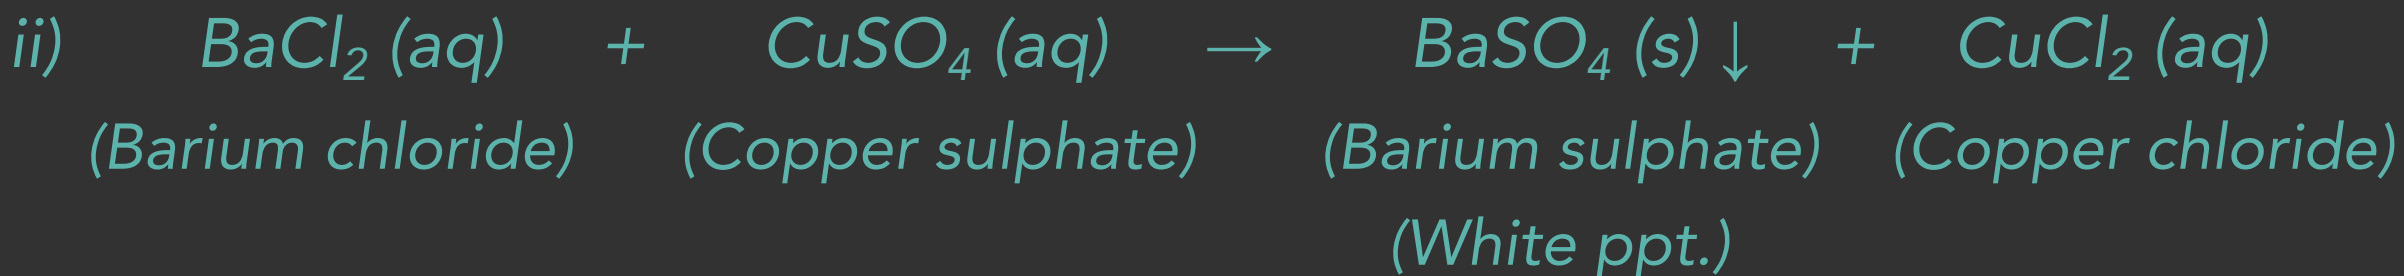 ii) BaCl₂ (aq) + CuSO₄ (aq) → BaSO₄ (s) ↓ + CuCl₂ (aq)
(Barium chloride) (Copper sulphate) (Barium sulphate) (Copper chloride)
(White ppt.)